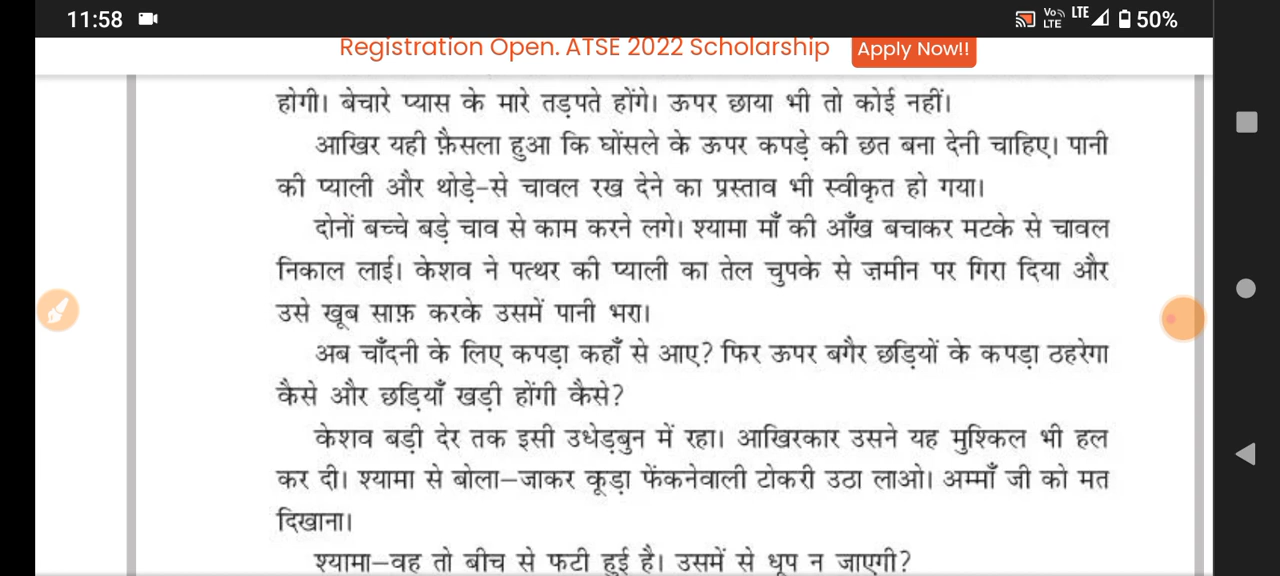 11:58 Vo LTE LTE 50%
Registration Open. ATSE 2022 Scholarship Apply Now!!
होगी। बेचारे प्यास के मारे तड़पते होंगे। ऊपर छाया भी तो कोई नहीं।
आखिर यही फ़ैसला हुआ कि घोंसले के ऊपर कपड़े की छत बना देनी चाहिए। पानी
की प्याली और थोड़े-से चावल रख देने का प्रस्ताव भी स्वीकृत हो गया।
दोनों बच्चे बड़े चाव से काम करने लगे। श्यामा माँ की आँख बचाकर मटके से चावल
निकाल लाई। केशव ने पत्थर की प्याली का तेल चुपके से ज़मीन पर गिरा दिया और
उसे खूब साफ़ करके उसमें पानी भरा।
अब चाँदनी के लिए कपड़ा कहाँ से आए? फिर ऊपर बगैर छड़ियों के कपड़ा ठहरेगा
कैसे और छड़ियाँ खड़ी होंगी कैसे?
केशव बड़ी देर तक इसी उधेड़बुन में रहा। आखिरकार उसने यह मुश्किल भी हल
कर दी। श्यामा से बोला–जाकर कूड़ा फेंकनेवाली टोकरी उठा लाओ। अम्माँ जी को मत
दिखाना।
श्यामा–वह तो बीच से फटी हुई है। उसमें से धूप न जाएगी?